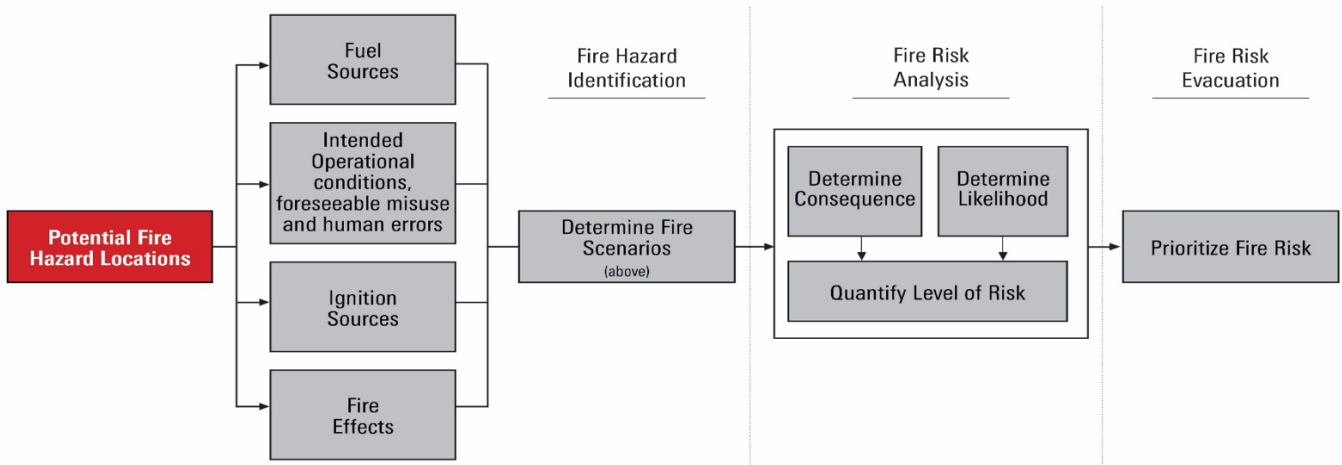 Potential Fire
Hazard Locations
Fuel
Sources
Intended
Operational
conditions,
foreseeable misuse
and human errors
Ignition
Sources
Fire
Effects
Fire Hazard
Identification
Determine Fire
Scenarios
(above)
Fire Risk
Analysis
Determine
Consequence
Determine
Likelihood
Quantify Level of Risk
Fire Risk
Evacuation
Prioritize Fire Risk